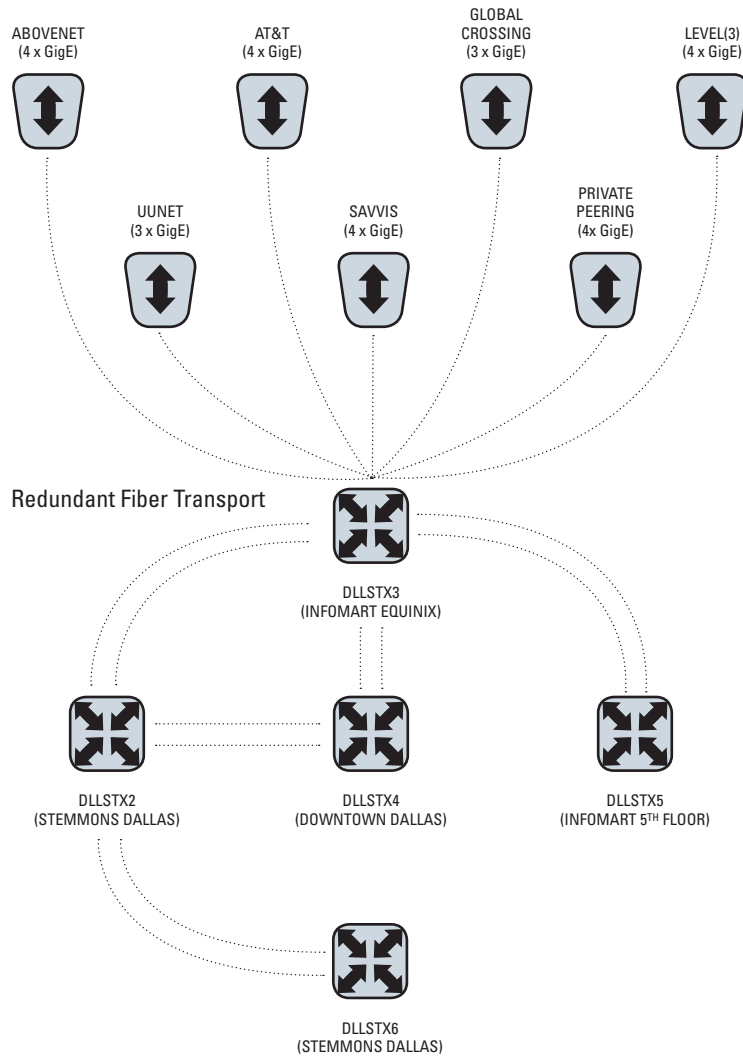 ABOVENET
(4 x GigE)
AT&T
(4 x GigE)
GLOBAL
CROSSING
(3 x GigE)
LEVEL(3)
(4 x GigE)
UUNET
(3 x GigE)
SAVVIS
(4 x GigE)
PRIVATE
PEERING
(4x GigE)
Redundant Fiber Transport
DLLSTX3
(INFOMART EQUINIX)
DLLSTX2
(STEMMONS DALLAS)
DLLSTX4
(DOWNTOWN DALLAS)
DLLSTX5
(INFOMART 5TH FLOOR)
DLLSTX6
(STEMMONS DALLAS)